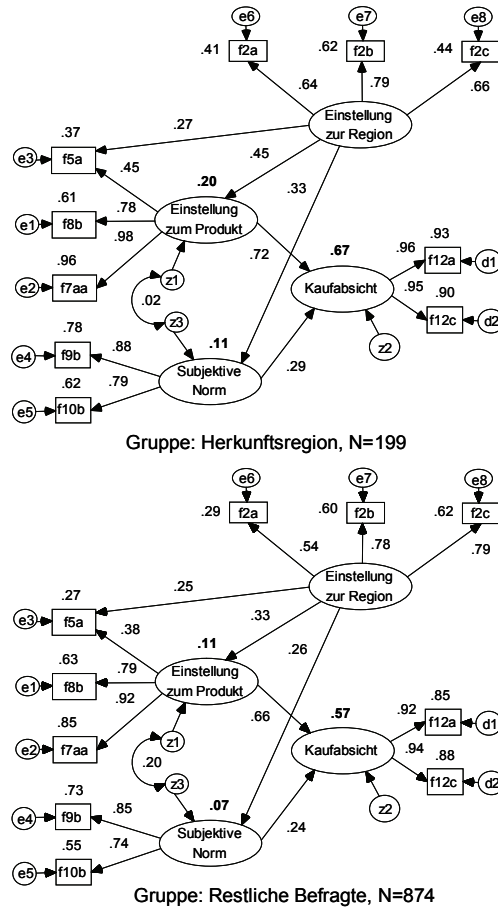 e6 e7 e8
.41 f2a .62 f2b .44 f2c
.64 .79 .66
.37 .27 Einstellung
zur Region
e3 f5a .45 .45 .33
.61 .20
e1 f8b .78 Einstellung
zum Produkt
.98 .72 .67 .93
.96 .96 f12a d1
e2 f7aa z1 Kaufabsicht .90
.02 .95 f12c d2
.78 z3
e4 f9b .88 .11 z2
.62 .79 Subjektive
Norm .29
e5 f10b
Gruppe: Herkunftsregion, N=199
e6 e7 e8
.29 f2a .60 f2b .62 f2c
.54 .78 .79
.27 .25 Einstellung
zur Region
e3 f5a .38 .33 .26
.63 .11
e1 f8b .79 Einstellung
zum Produkt
.92 .66 .57 .85
.85 .92 f12a d1
e2 f7aa z1 Kaufabsicht .88
.20 .94 f12c d2
.73 z3
e4 f9b .85 .07 z2
.55 .74 Subjektive
Norm .24
e5 f10b
Gruppe: Restliche Befragte, N=874